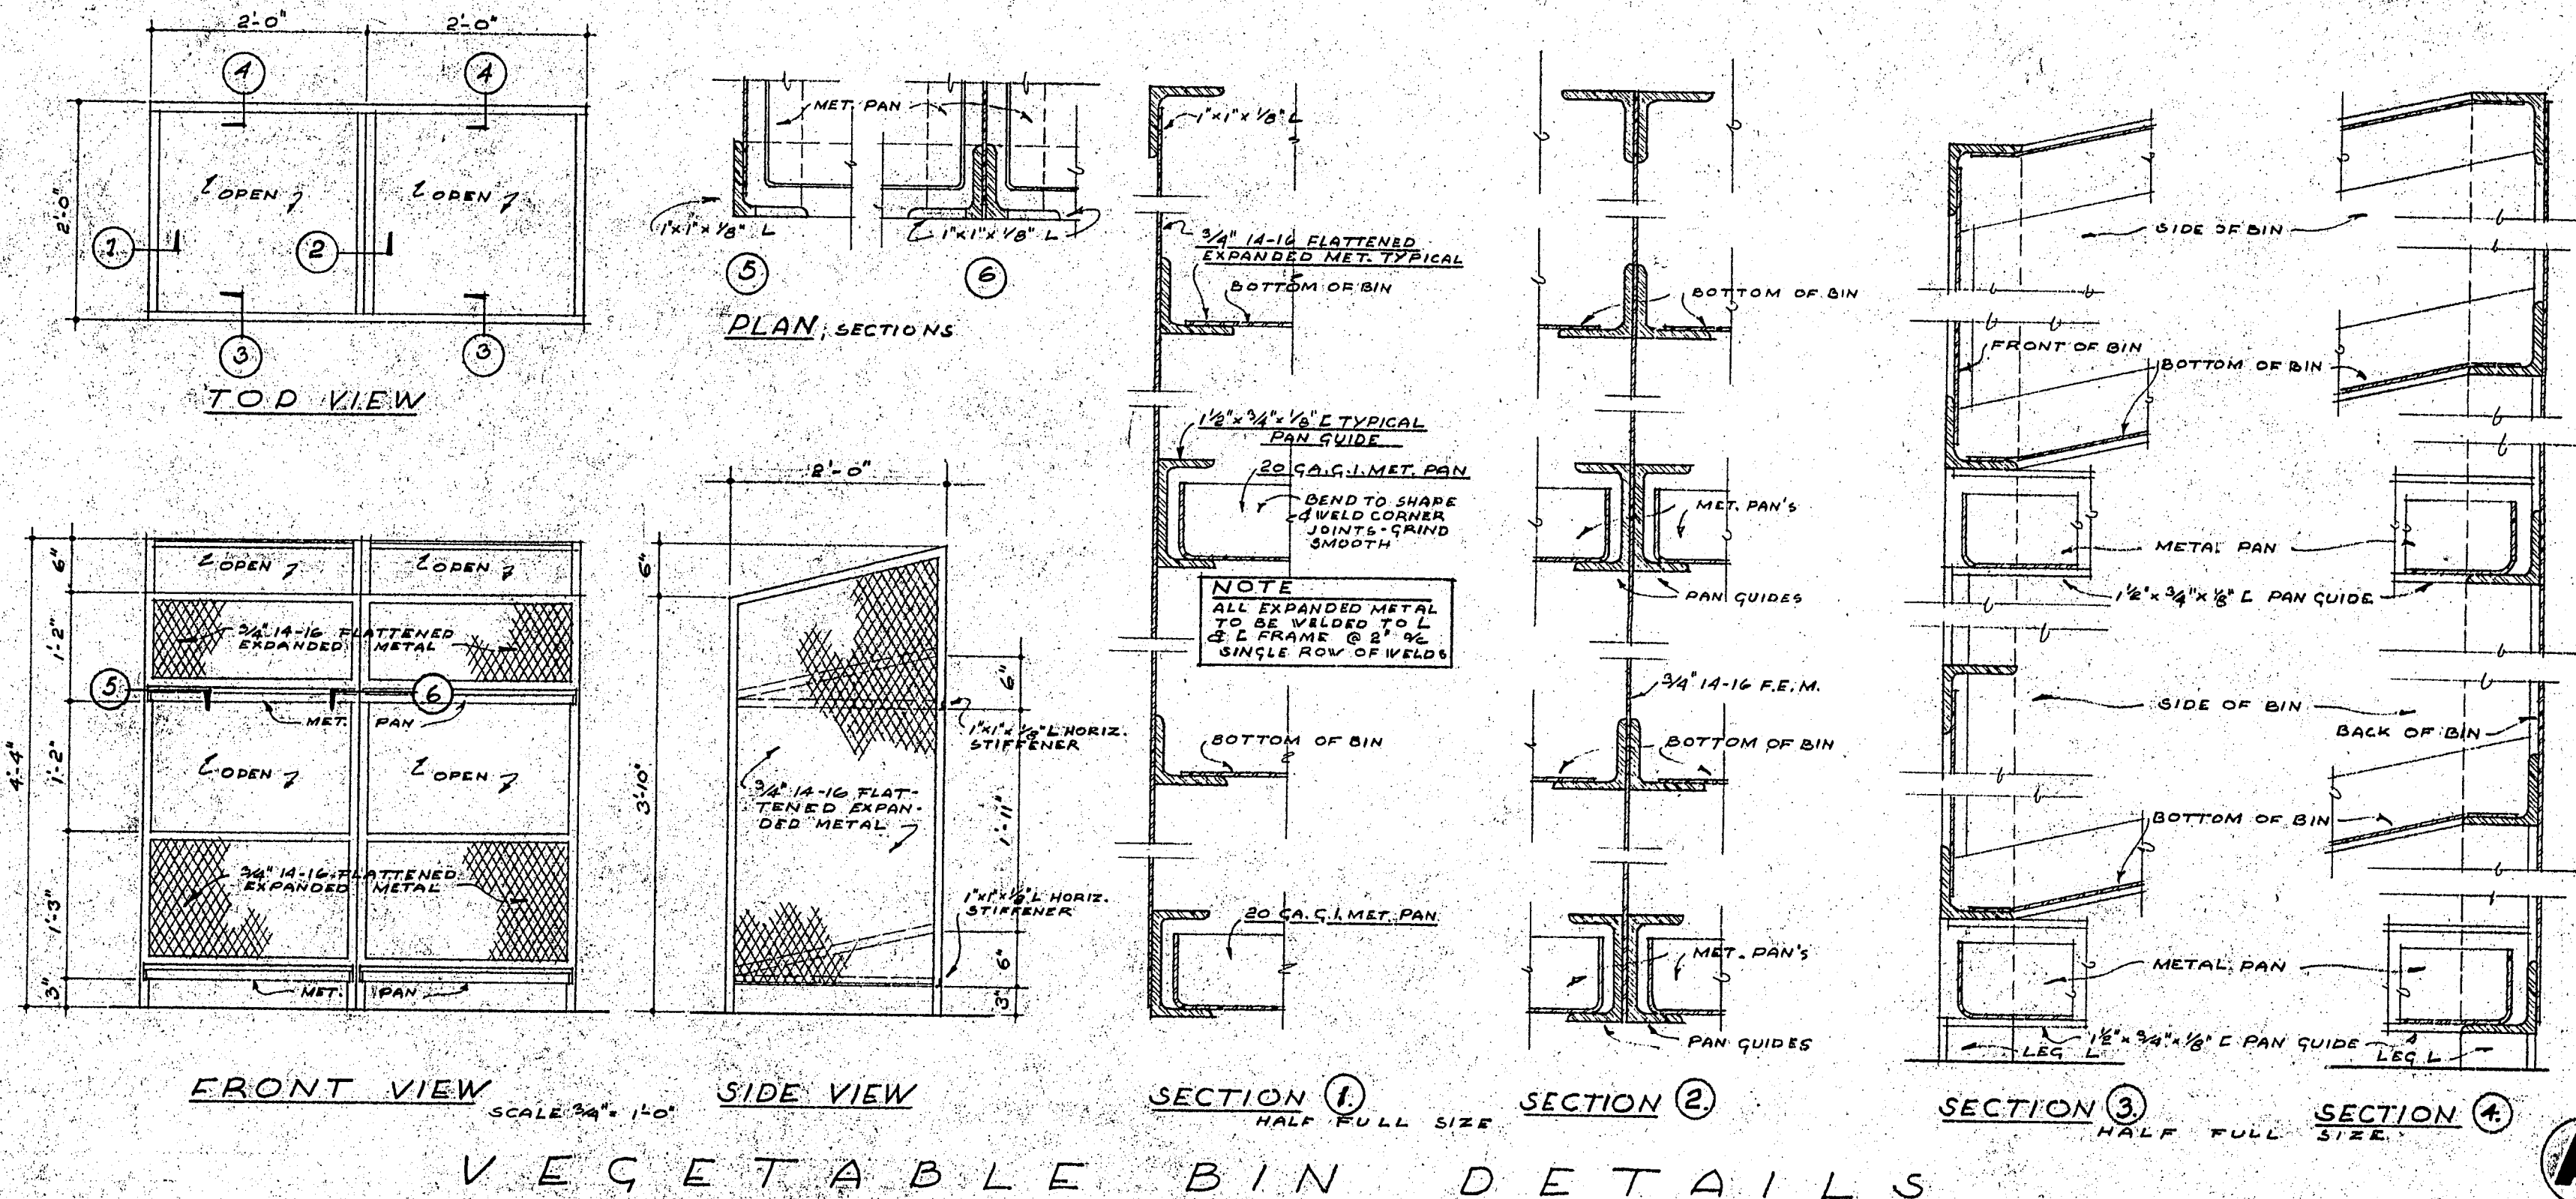 2'-0"
2'-0"
4
4
2'-0"
OPEN
OPEN
1
2
3
3
TOP VIEW
MET. PAN
1"x1"x1/8" L
1"x1"x1/8" L
5
6
PLAN, SECTIONS
4'-4"
6"
1'-2"
1'-2"
1'-3"
3"
OPEN
OPEN
3/4" 14-16 FLATTENED
EXPANDED METAL
5
6
MET. PAN
OPEN
OPEN
3/4" 14-16 FLATTENED
EXPANDED METAL
MET. PAN
FRONT VIEW
SCALE 3/4" = 1'-0"
2'-0"
6"
3'-10"
6"
1"x1"x1/8" L HORIZ.
STIFFENER
3/4" 14-16 FLAT-
TENED EXPAN-
DED METAL
1'-11"
1"x1"x1/8" L HORIZ.
STIFFENER
6"
3"
SIDE VIEW
1"x1"x1/8" L
3/4" 14-16 FLATTENED
EXPANDED MET. TYPICAL
BOTTOM OF BIN
1 1/2" x 3/4" x 1/8" [ TYPICAL
PAN GUIDE
20 GA. G.I. MET. PAN
BEND TO SHAPE
& WELD CORNER
JOINTS - GRIND
SMOOTH
NOTE
ALL EXPANDED METAL
TO BE WELDED TO L
& [ FRAME @ 2" o/c
SINGLE ROW OF WELDS
BOTTOM OF BIN
20 GA. G.I. MET. PAN
SECTION 1.
HALF FULL SIZE
BOTTOM OF BIN
MET. PAN'S
PAN GUIDES
3/4" 14-16 F.E.M.
BOTTOM OF BIN
MET. PAN'S
PAN GUIDES
SECTION 2.
SIDE OF BIN
FRONT OF BIN
BOTTOM OF BIN
METAL PAN
1 1/2" x 3/4" x 1/8" [ PAN GUIDE
SIDE OF BIN
BACK OF BIN
BOTTOM OF BIN
METAL PAN
1 1/2" x 3/4" x 1/8" [ PAN GUIDE
LEG L
LEG L
SECTION 3.
SECTION 4.
HALF FULL SIZE
VEGETABLE BIN DETAILS